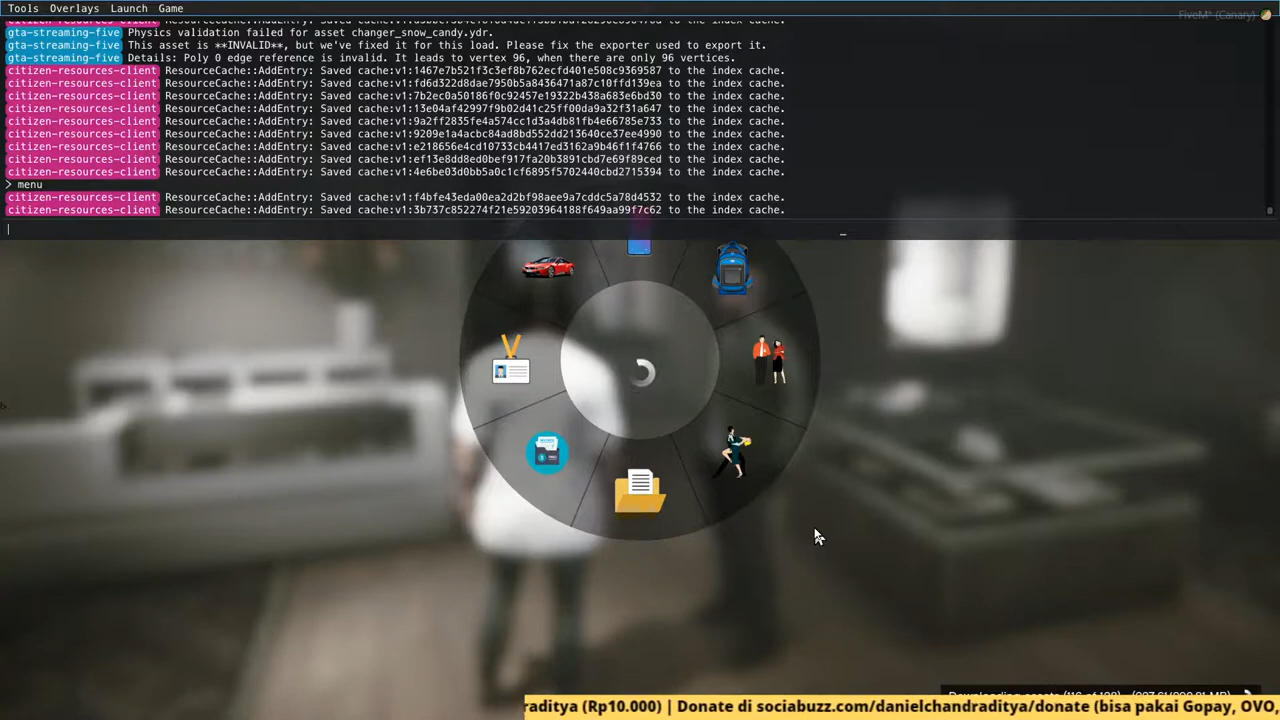 Tools Overlays Launch Game
FiveM* (Canary)
gta-streaming-five Physics validation failed for asset changer_snow_candy.ydr.
gta-streaming-five This asset is **INVALID**, but we've fixed it for this load. Please fix the exporter used to export it.
gta-streaming-five Details: Poly 0 edge reference is invalid. It leads to vertex 96, when there are only 96 vertices.
citizen-resources-client ResourceCache::AddEntry: Saved cache:v1:1467e7b521f3c3ef8b762ecfd401e508c9369587 to the index cache.
citizen-resources-client ResourceCache::AddEntry: Saved cache:v1:fd6d322d8dae7950b5a8436471a87c10ffd139ea to the index cache.
citizen-resources-client ResourceCache::AddEntry: Saved cache:v1:7b2ec0a50186f0c92457e19322b438a683e6bd30 to the index cache.
citizen-resources-client ResourceCache::AddEntry: Saved cache:v1:13e04af42997f9b02d41c25ff00da9a32f31a647 to the index cache.
citizen-resources-client ResourceCache::AddEntry: Saved cache:v1:9a2ff2835fe4a574cc1d3a4db81fb4e66785e733 to the index cache.
citizen-resources-client ResourceCache::AddEntry: Saved cache:v1:9209e1a4acbc84ad8bd552dd213640ce37ee4990 to the index cache.
citizen-resources-client ResourceCache::AddEntry: Saved cache:v1:e218656e4cd10733cb4417ed3162a9b46f1f4766 to the index cache.
citizen-resources-client ResourceCache::AddEntry: Saved cache:v1:ef13e8dd8ed0bef917fa20b3891cbd7e69f89ced to the index cache.
citizen-resources-client ResourceCache::AddEntry: Saved cache:v1:4e6be03d0bb5a0c1cf6895f5702440cbd2715394 to the index cache.
> menu
citizen-resources-client ResourceCache::AddEntry: Saved cache:v1:f4bfe43eda00ea2d2bf98aee9a7cddc5a78d4532 to the index cache.
citizen-resources-client ResourceCache::AddEntry: Saved cache:v1:3b737c852274f21e59203964188f649aa99f7c62 to the index cache.
raditya (Rp10.000) | Donate di sociabuzz.com/danielchandraditya/donate (bisa pakai Gopay, OVO,